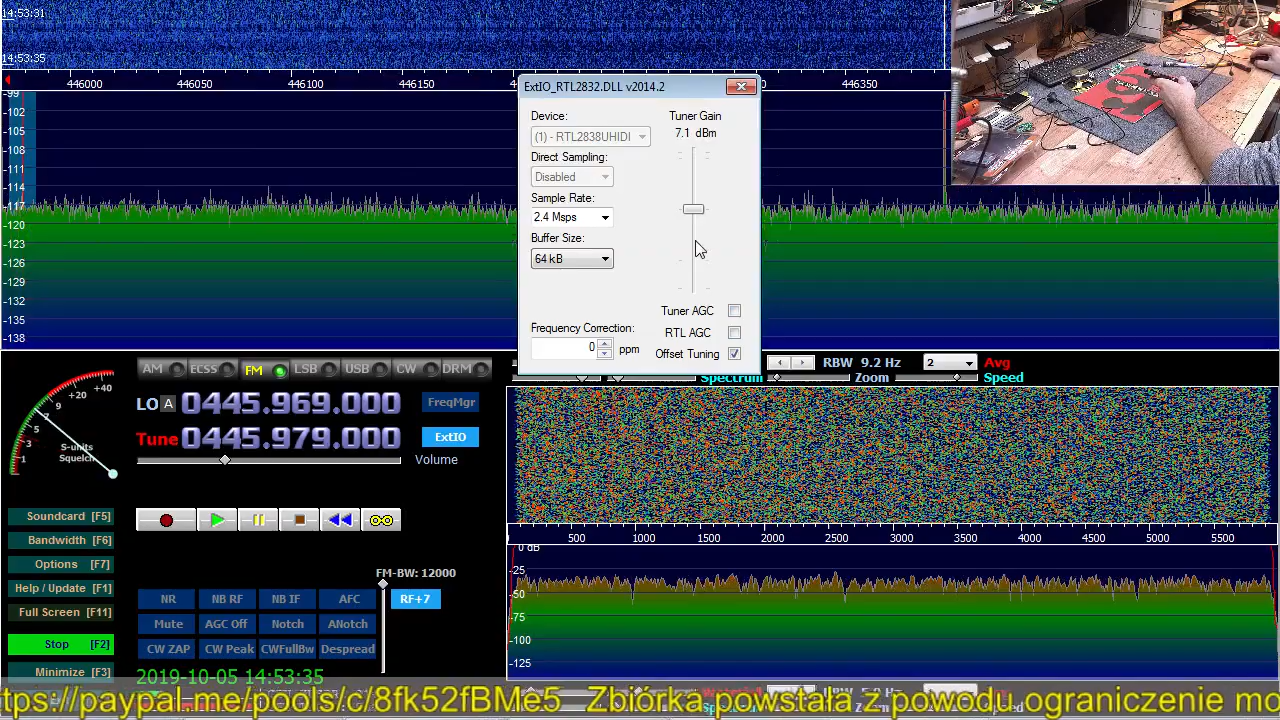 14:53:31
14:53:35
446000 446050 446100 446150 446350
-99
-102
-105
-108
-111
-114
-117
-120
-123
-126
-129
-132
-135
-138
ExtIO_RTL2832.DLL v2014.2
Device:
(1) - RTL2838UHIDI
Direct Sampling:
Disabled
Sample Rate:
2.4 Msps
Buffer Size:
64 kB
Tuner Gain
7.1 dBm
Tuner AGC
RTL AGC
Offset Tuning
Frequency Correction:
0 ppm
Spectrum
RBW 9.2 Hz 2 Avg
Zoom Speed
AM ECSS FM USB CW DRM
LO A 0445.969.000 FreqMgr
Tune 0445.979.000 ExtIO
Volume
+40
+20
9
7
5
3
1
S-units
Squelch
Soundcard [F5]
Bandwidth [F6]
Options [F7]
Help / Update [F1]
Full Screen [F11]
Stop [F2]
Minimize [F3]
FM-BW: 12000
NR NB RF NB IF AFC RF+7
Mute AGC Off Notch ANotch
CW ZAP CW Peak CWFullBw Despread
2019-10-05 14:53:35
500 1000 1500 2000 2500 3000 3500 4000 4500 5000 5500
0 dB
-25
-50
-75
-100
-125
ttps://paypal.me/pools/c/8fk52fBMe5 Zbiórka powstała z powodu ograniczenie mo